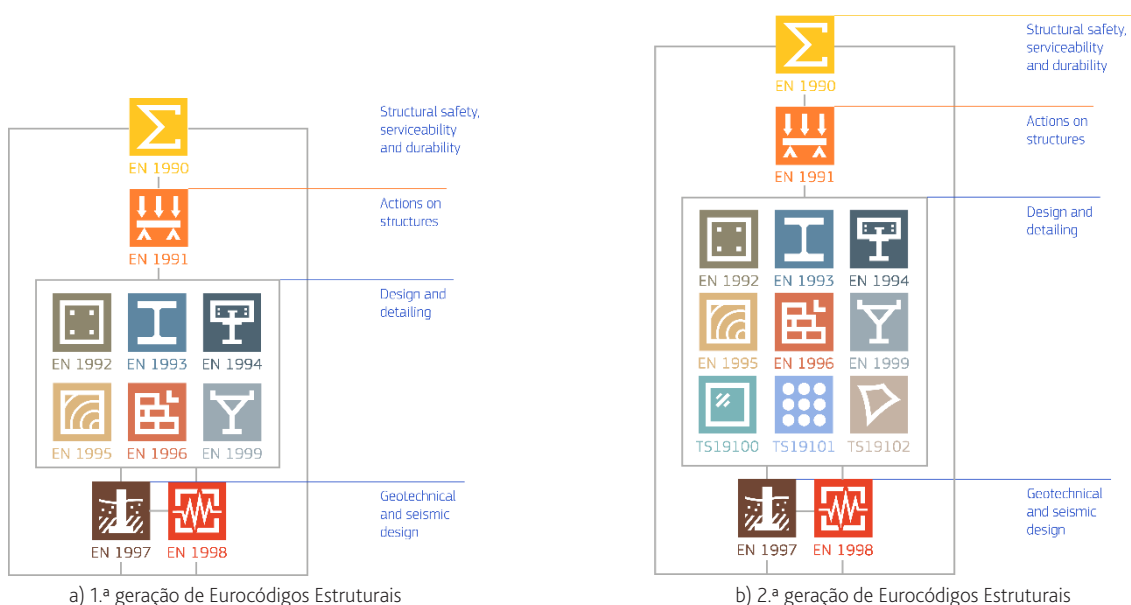 Structural safety,
serviceability
and durability
EN 1990
Actions on
structures
EN 1991
Design and
detailing
EN 1992 EN 1993 EN 1994
EN 1995 EN 1996 EN 1999
Geotechnical
and seismic
design
EN 1997 EN 1998
a) 1.ª geração de Eurocódigos Estruturais
Structural safety,
serviceability
and durability
EN 1990
Actions on
structures
EN 1991
Design and
detailing
EN 1992 EN 1993 EN 1994
EN 1995 EN 1996 EN 1999
TS19100 TS19101 TS19102
Geotechnical
and seismic
design
EN 1997 EN 1998
b) 2.ª geração de Eurocódigos Estruturais